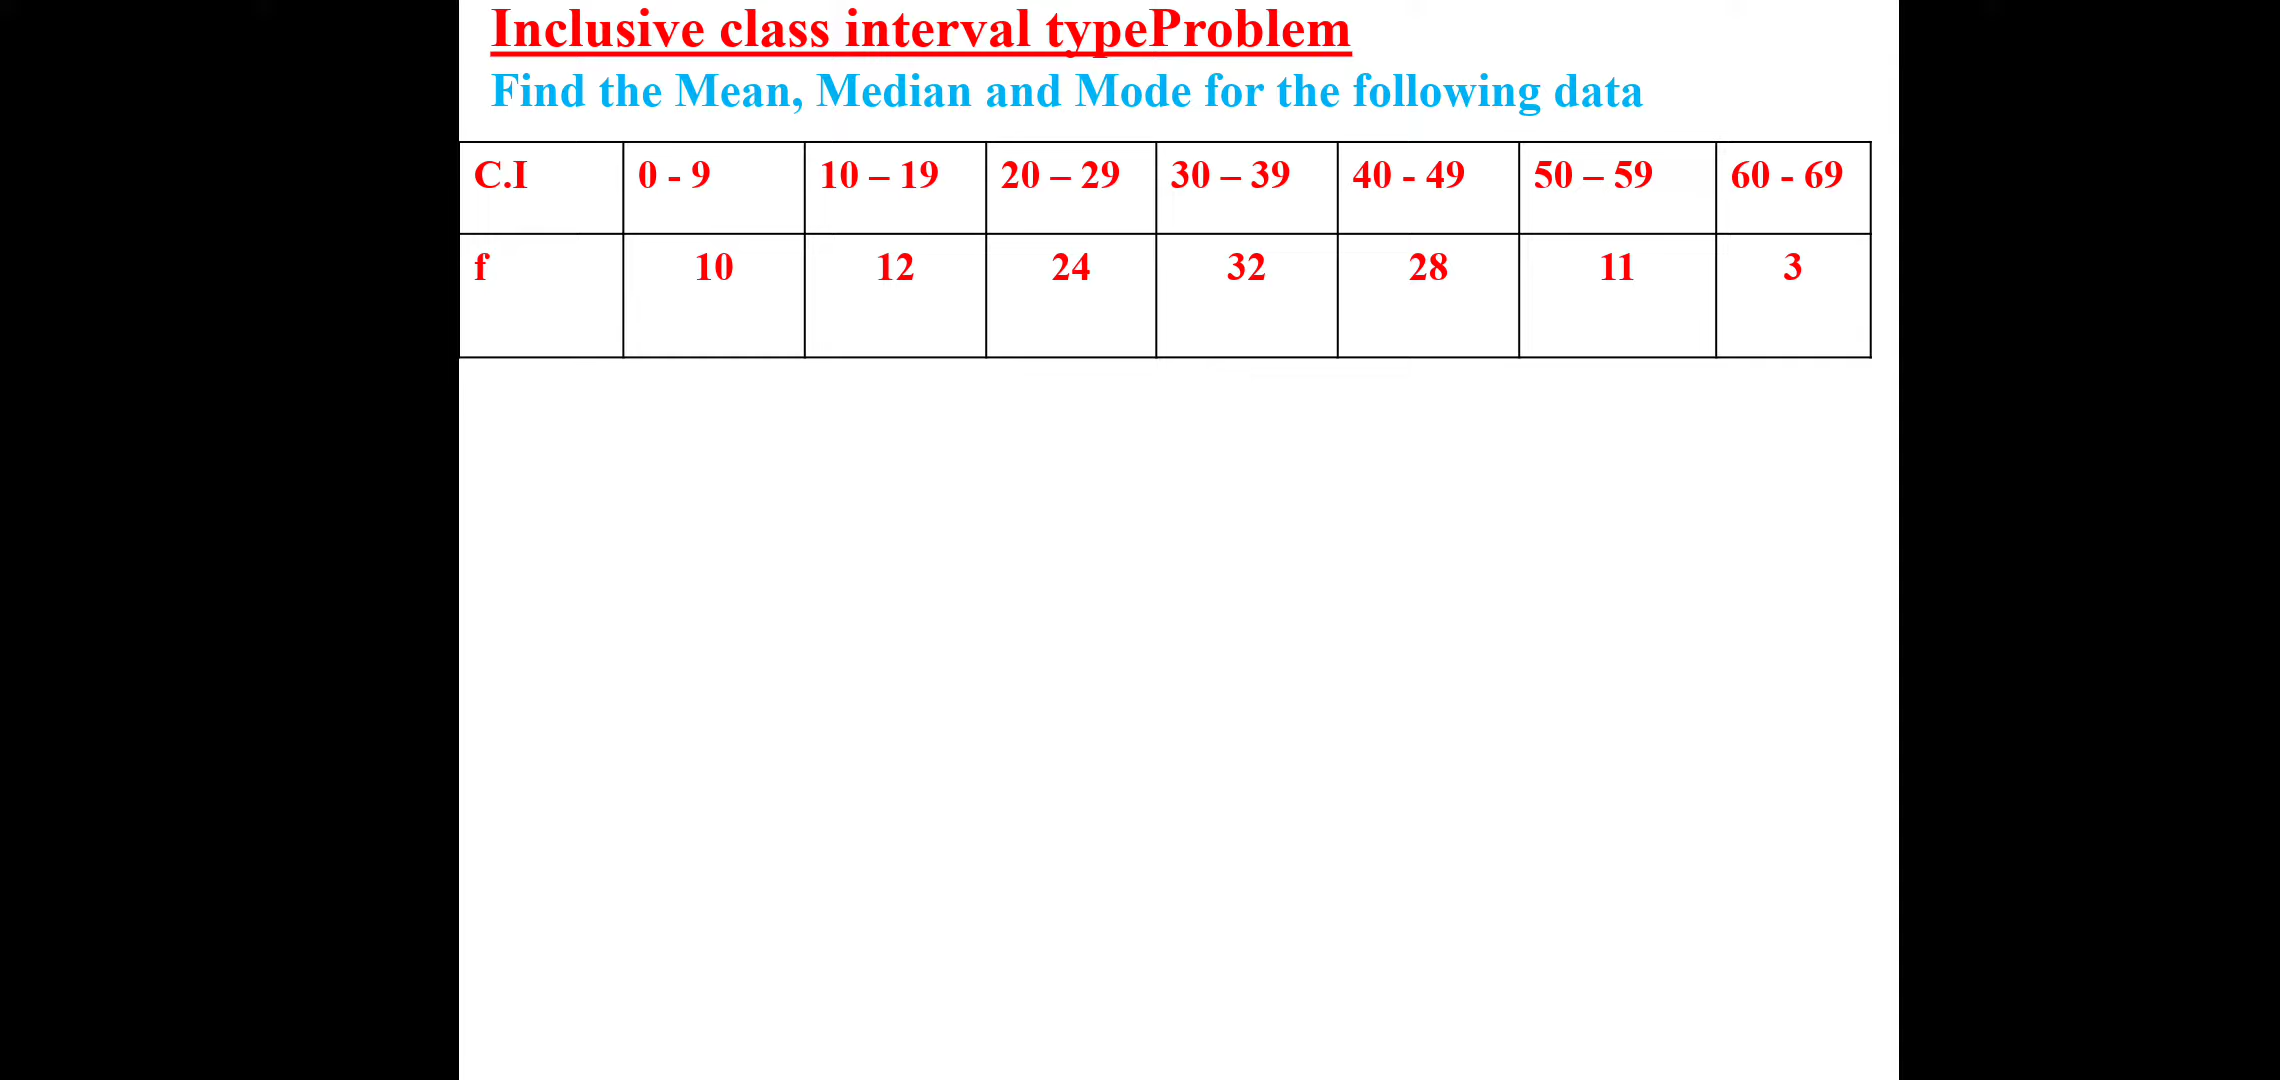 Inclusive class interval typeProblem
Find the Mean, Median and Mode for the following data
C.I 0 - 9 10 – 19 20 – 29 30 – 39 40 - 49 50 – 59 60 - 69
f 10 12 24 32 28 11 3